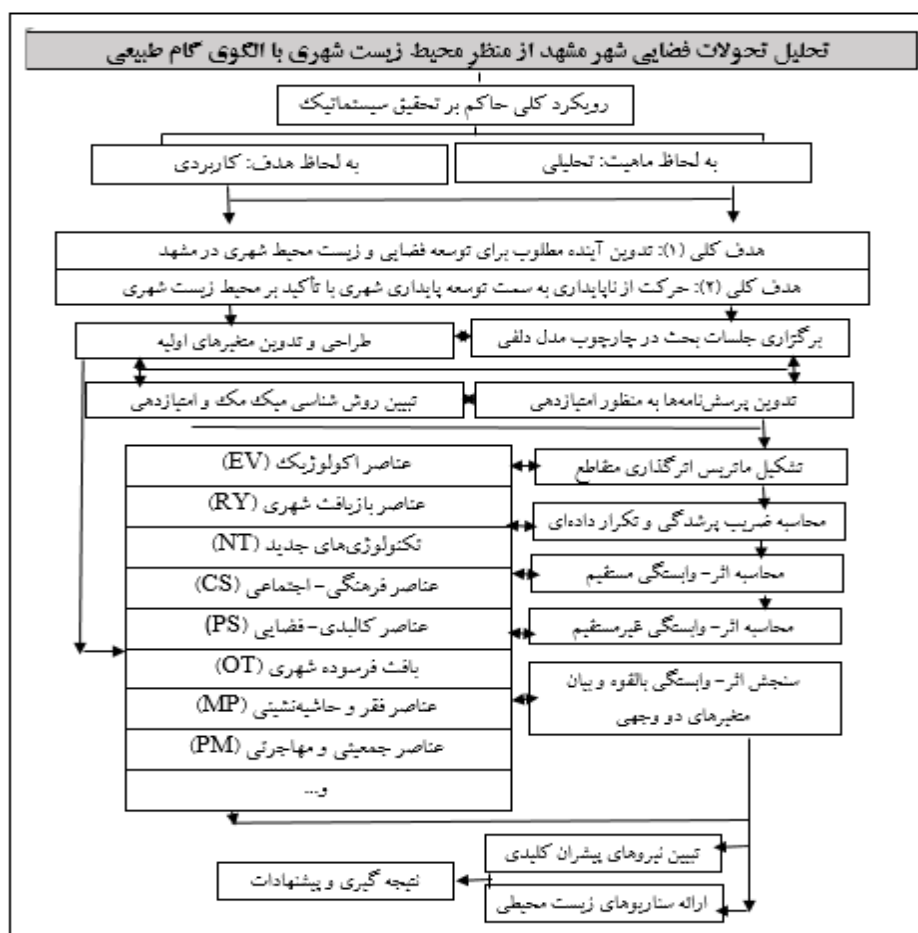 تحلیل تحولات فضایی شهر مشهد از منظر محیط زیست شهری با الگوی گام طبیعی
رویکرد کلی حاکم بر تحقیق سیستماتیک
به لحاظ ماهیت: تحلیلی
به لحاظ هدف: کاربردی
هدف کلی (۱): تدوین آینده مطلوب برای توسعه فضایی و زیست محیط شهری در مشهد
هدف کلی (۲): حرکت از ناپایداری به سمت توسعه پایداری شهری با تأکید بر محیط زیست شهری
برگزاری جلسات بحث در چارچوب مدل دلفی
طراحی و تدوین متغیرهای اولیه
تدوین پرسش‌نامه‌ها به منظور امتیازدهی
تبیین روش شناسی میک مک و امتیازدهی
تشکیل ماتریس اثرگذاری متقاطع
محاسبه ضریب پرشدگی و تکرار داده‌ای
محاسبه اثر- وابستگی مستقیم
محاسبه اثر- وابستگی غیرمستقیم
سنجش اثر- وابستگی بالقوه و بیان
متغیرهای دو وجهی
عناصر اکولوژیک (EV)
عناصر بازیافت شهری (RY)
تکنولوژی‌های جدید (NT)
عناصر فرهنگی- اجتماعی (CS)
عناصر کالبدی- فضایی (PS)
بافت فرسوده شهری (OT)
عناصر فقر و حاشیه‌نشینی (MP)
عناصر جمعیتی و مهاجرتی (PM)
و...
تبیین نیروهای پیشران کلیدی
ارائه سناریوهای زیست محیطی
نتیجه گیری و پیشنهادات